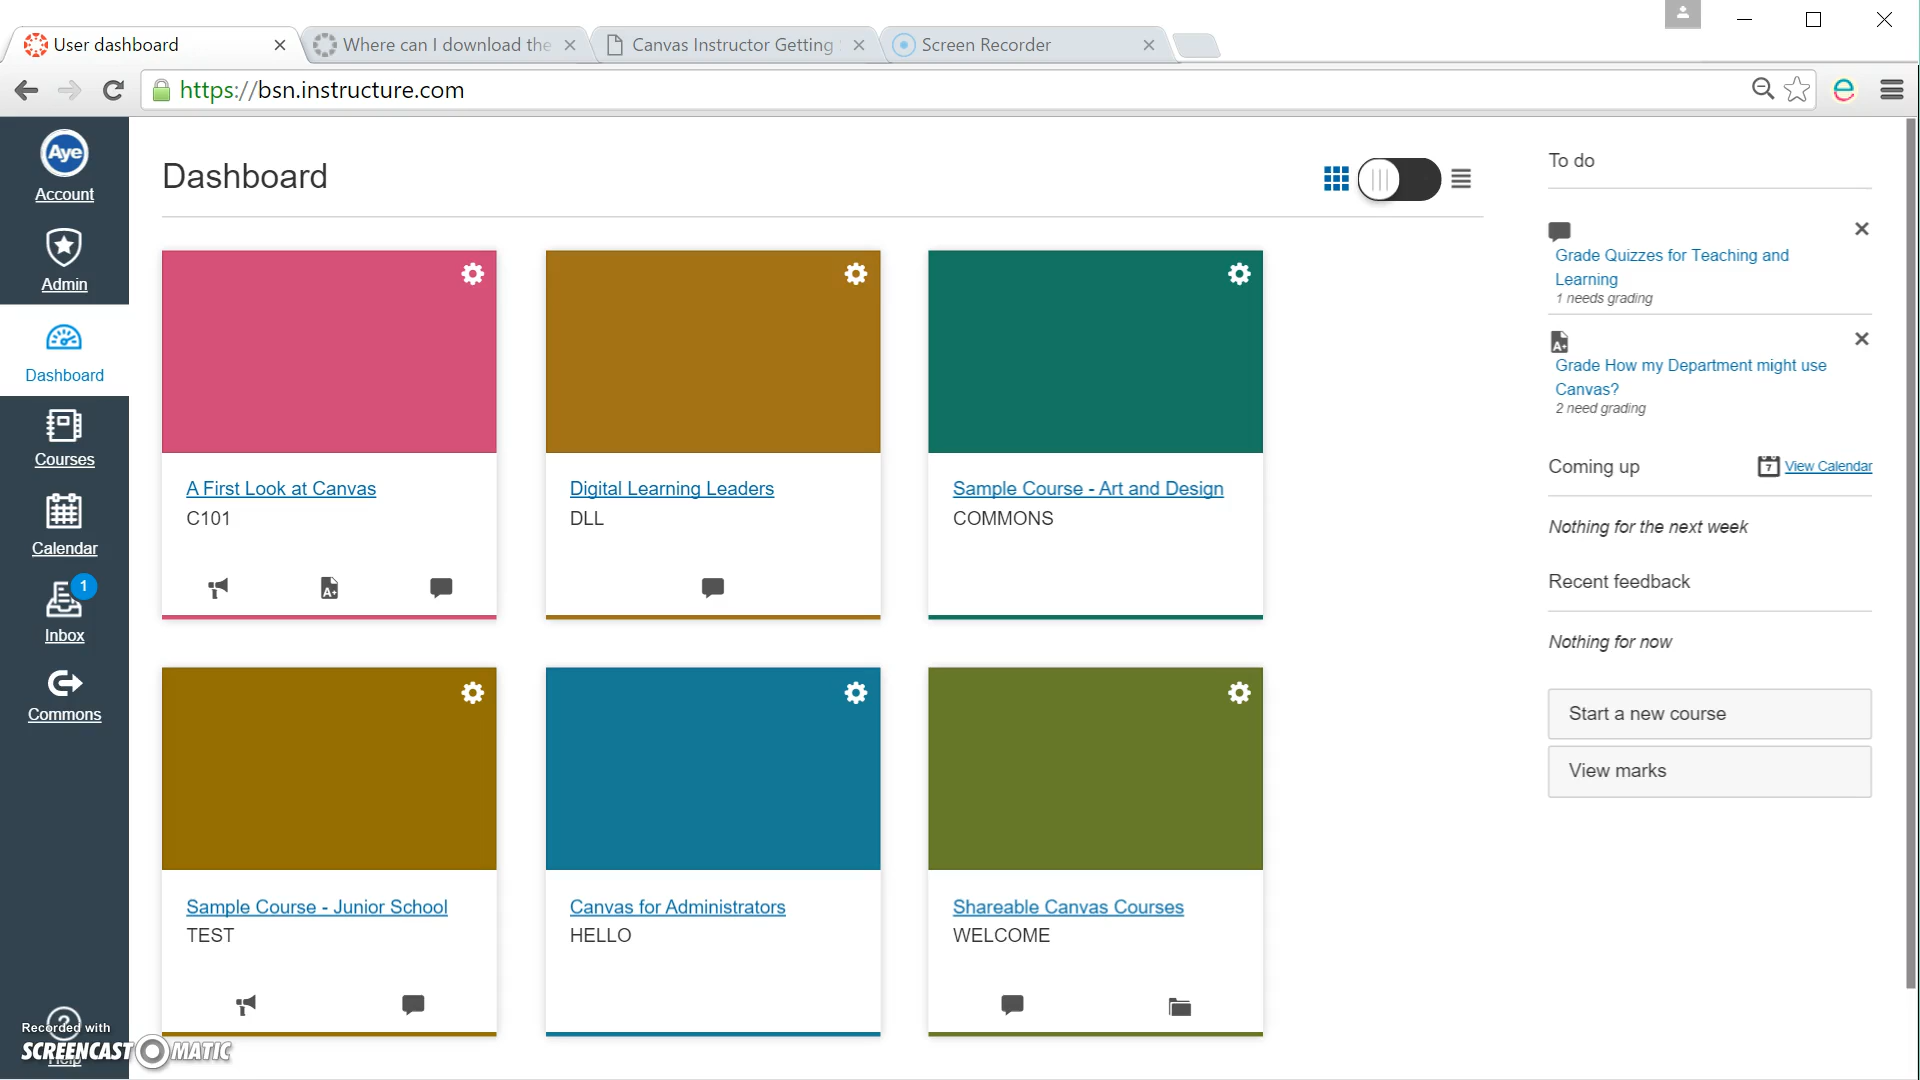 User dashboard
Where can I download the
Canvas Instructor Getting
Screen Recorder
https://bsn.instructure.com
Aye
Account
Admin
Dashboard
Courses
Calendar
1
Inbox
Commons
Help
Recorded with
SCREENCAST MATIC
Dashboard
A First Look at Canvas
C101
Digital Learning Leaders
DLL
Sample Course - Art and Design
COMMONS
Sample Course - Junior School
TEST
Canvas for Administrators
HELLO
Shareable Canvas Courses
WELCOME
To do
Grade Quizzes for Teaching and
Learning
1 needs grading
Grade How my Department might use
Canvas?
2 need grading
Coming up
7 View Calendar
Nothing for the next week
Recent feedback
Nothing for now
Start a new course
View marks